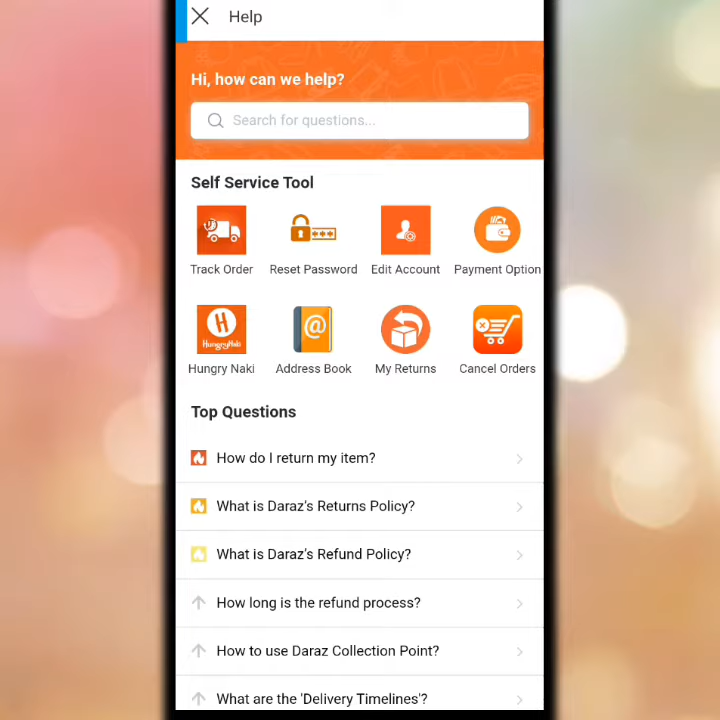 Help
Hi, how can we help?
Search for questions...
Self Service Tool
Track Order
Reset Password
Edit Account
Payment Option
HungryNaki
Hungry Naki
Address Book
My Returns
Cancel Orders
Top Questions
How do I return my item?
What is Daraz's Returns Policy?
What is Daraz's Refund Policy?
How long is the refund process?
How to use Daraz Collection Point?
What are the 'Delivery Timelines'?